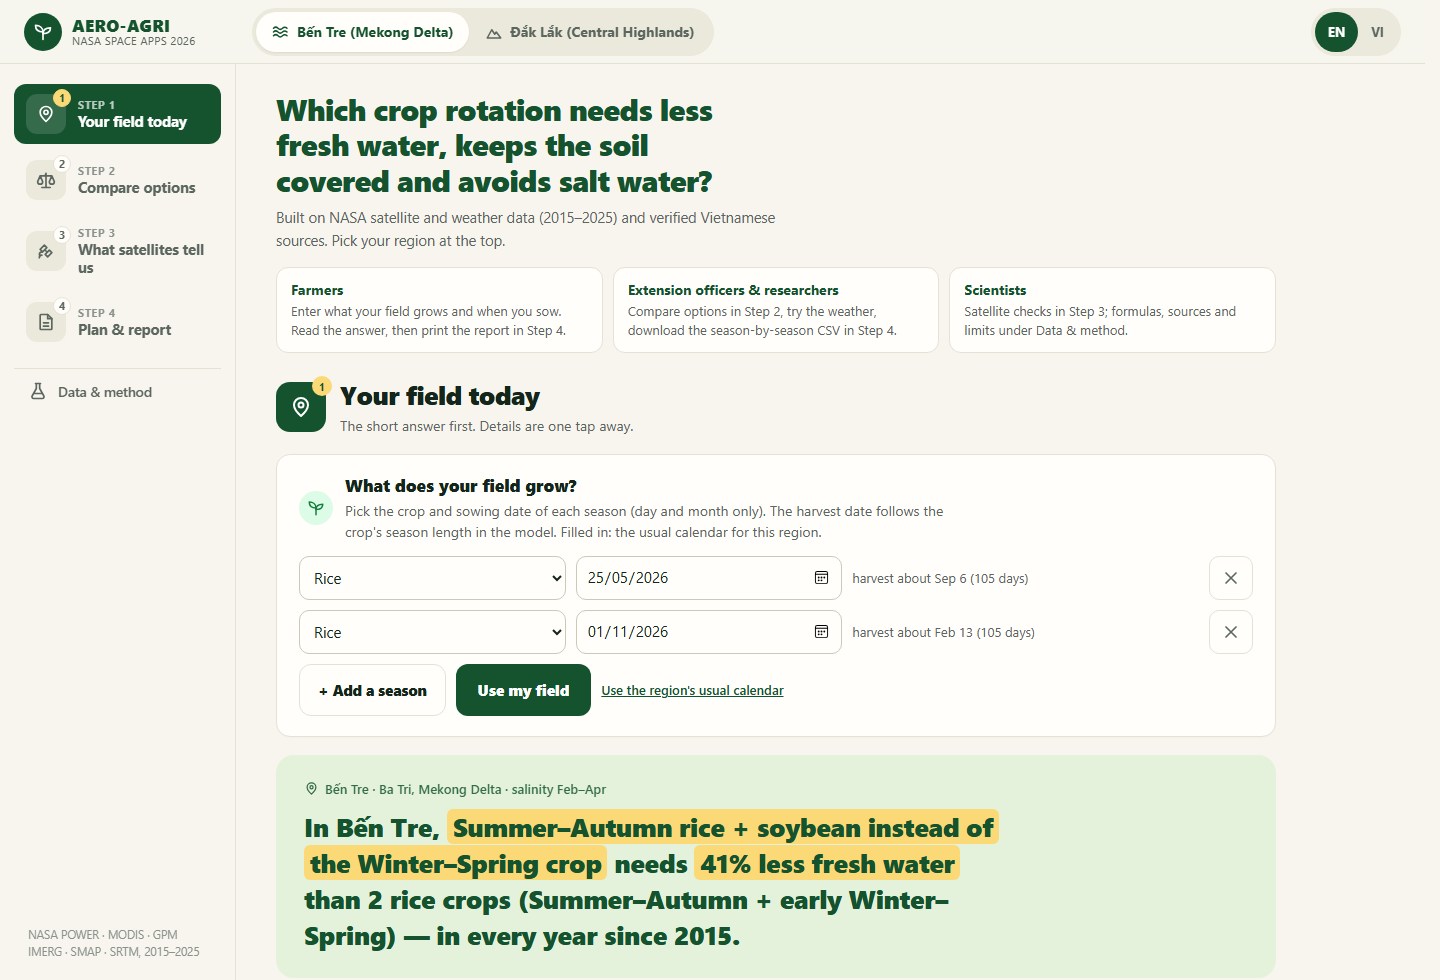 AERO-AGRI
NASA SPACE APPS 2026
Bến Tre (Mekong Delta)
Đắk Lắk (Central Highlands)
EN
VI
1
STEP 1
Your field today
2
STEP 2
Compare options
3
STEP 3
What satellites tell
us
4
STEP 4
Plan & report
Data & method
NASA POWER · MODIS · GPM
IMERG · SMAP · SRTM, 2015–2025
Which crop rotation needs less
fresh water, keeps the soil
covered and avoids salt water?
Built on NASA satellite and weather data (2015–2025) and verified Vietnamese
sources. Pick your region at the top.
Farmers
Enter what your field grows and when you sow.
Read the answer, then print the report in Step 4.
Extension officers & researchers
Compare options in Step 2, try the weather,
download the season-by-season CSV in Step 4.
Scientists
Satellite checks in Step 3; formulas, sources and
limits under Data & method.
1
Your field today
The short answer first. Details are one tap away.
What does your field grow?
Pick the crop and sowing date of each season (day and month only). The harvest date follows the
crop's season length in the model. Filled in: the usual calendar for this region.
Rice
25/05/2026
harvest about Sep 6 (105 days)
Rice
01/11/2026
harvest about Feb 13 (105 days)
+ Add a season
Use my field
Use the region's usual calendar
Bến Tre · Ba Tri, Mekong Delta · salinity Feb–Apr
In Bến Tre, Summer–Autumn rice + soybean instead of
the Winter–Spring crop needs 41% less fresh water
than 2 rice crops (Summer–Autumn + early Winter–
Spring) — in every year since 2015.